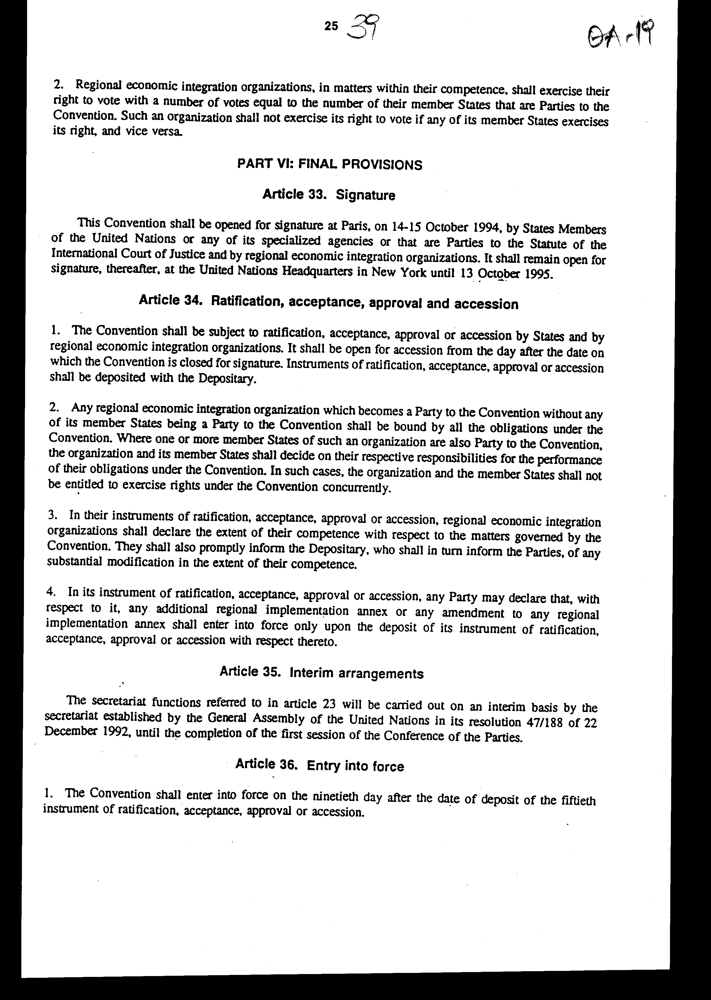 25 39
OA-19
2. Regional economic integration organizations, in matters within their competence, shall exercise their
right to vote with a number of votes equal to the number of their member States that are Parties to the
Convention. Such an organization shall not exercise its right to vote if any of its member States exercises
its right, and vice versa.
PART VI: FINAL PROVISIONS
Article 33. Signature
This Convention shall be opened for signature at Paris, on 14-15 October 1994, by States Members
of the United Nations or any of its specialized agencies or that are Parties to the Statute of the
International Court of Justice and by regional economic integration organizations. It shall remain open for
signature, thereafter, at the United Nations Headquarters in New York until 13 October 1995.
Article 34. Ratification, acceptance, approval and accession
1. The Convention shall be subject to ratification, acceptance, approval or accession by States and by
regional economic integration organizations. It shall be open for accession from the day after the date on
which the Convention is closed for signature. Instruments of ratification, acceptance, approval or accession
shall be deposited with the Depositary.
2. Any regional economic integration organization which becomes a Party to the Convention without any
of its member States being a Party to the Convention shall be bound by all the obligations under the
Convention. Where one or more member States of such an organization are also Party to the Convention,
the organization and its member States shall decide on their respective responsibilities for the performance
of their obligations under the Convention. In such cases, the organization and the member States shall not
be entitled to exercise rights under the Convention concurrently.
3. In their instruments of ratification, acceptance, approval or accession, regional economic integration
organizations shall declare the extent of their competence with respect to the matters governed by the
Convention. They shall also promptly inform the Depositary, who shall in turn inform the Parties, of any
substantial modification in the extent of their competence.
4. In its instrument of ratification, acceptance, approval or accession, any Party may declare that, with
respect to it, any additional regional implementation annex or any amendment to any regional
implementation annex shall enter into force only upon the deposit of its instrument of ratification,
acceptance, approval or accession with respect thereto.
Article 35. Interim arrangements
The secretariat functions referred to in article 23 will be carried out on an interim basis by the
secretariat established by the General Assembly of the United Nations in its resolution 47/188 of 22
December 1992, until the completion of the first session of the Conference of the Parties.
Article 36. Entry into force
1. The Convention shall enter into force on the ninetieth day after the date of deposit of the fiftieth
instrument of ratification, acceptance, approval or accession.